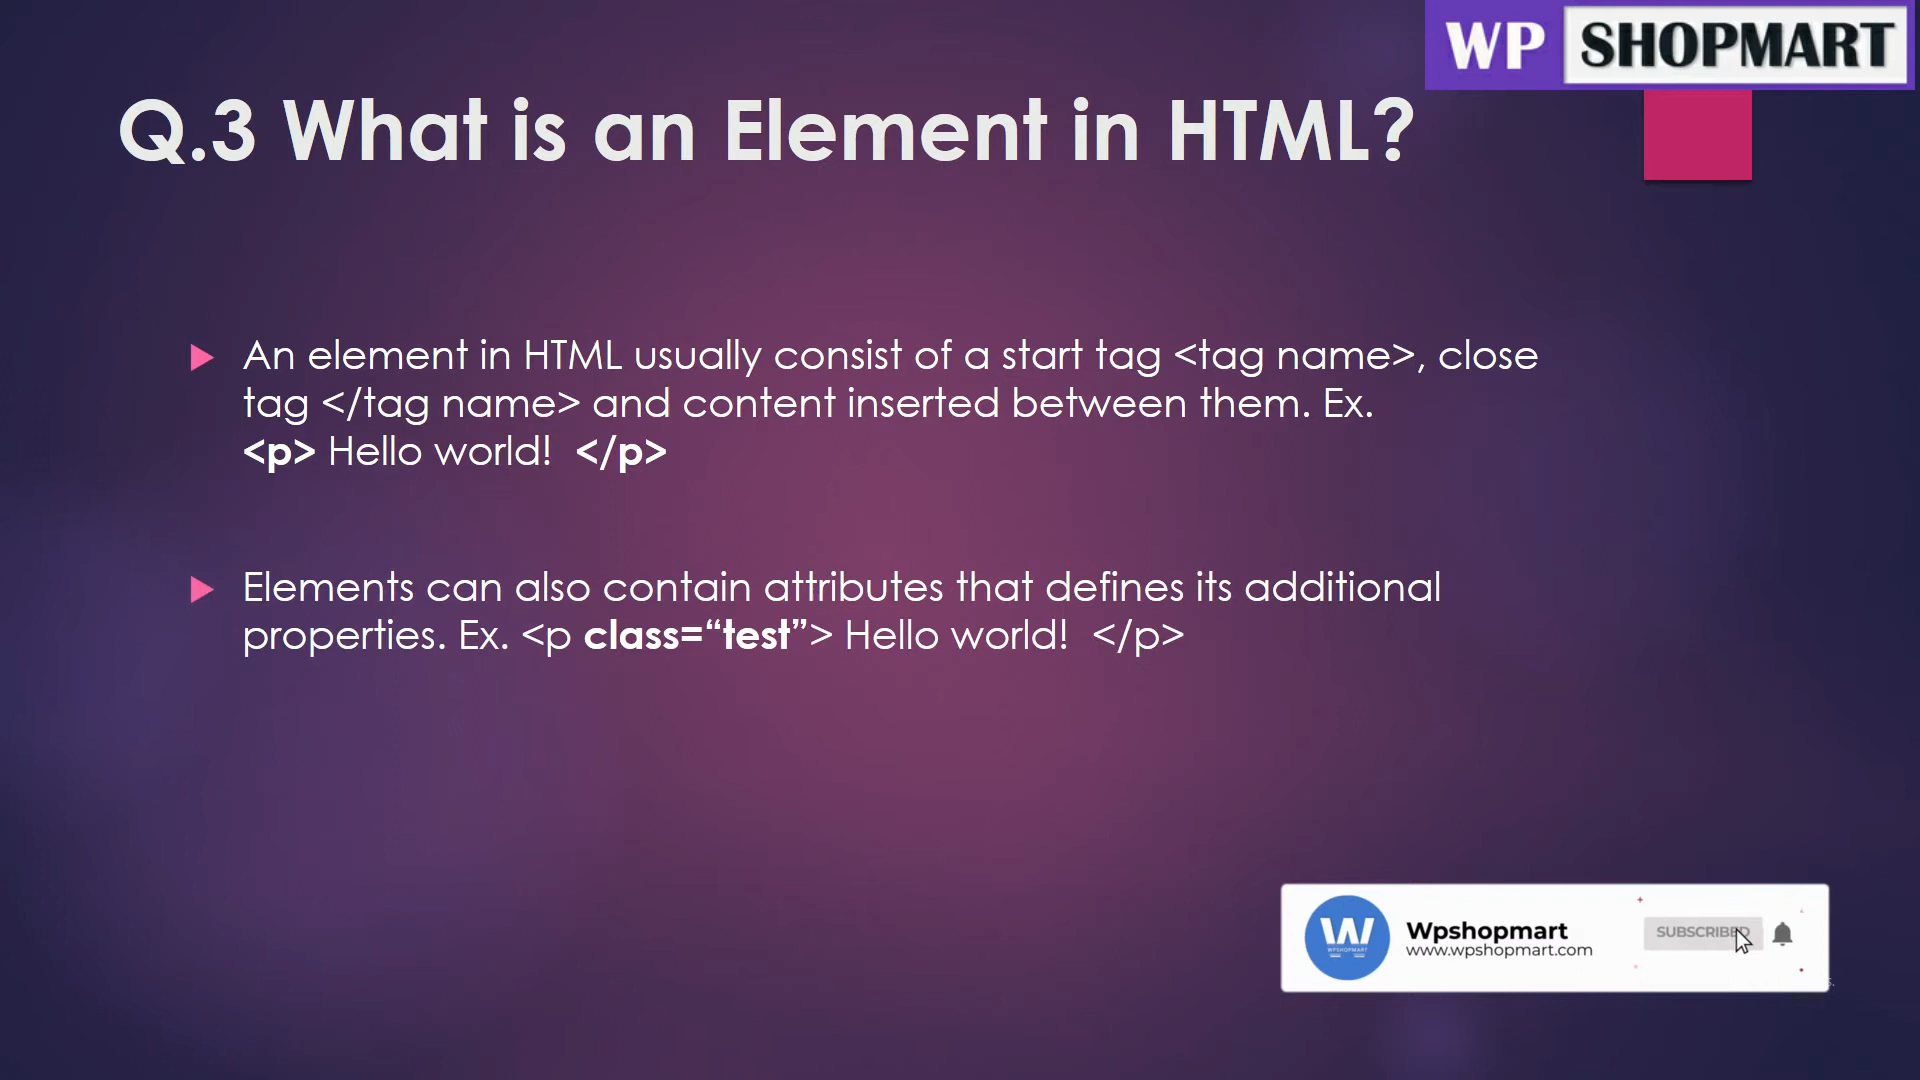 WP SHOPMART
Q.3 What is an Element in HTML?
An element in HTML usually consist of a start tag <tag name>, close
tag </tag name> and content inserted between them. Ex.
<p> Hello world!  </p>
Elements can also contain attributes that defines its additional
properties. Ex. <p class=“test”> Hello world!  </p>
Wpshopmart
www.wpshopmart.com
SUBSCRIBED
W
WPSHOPMART